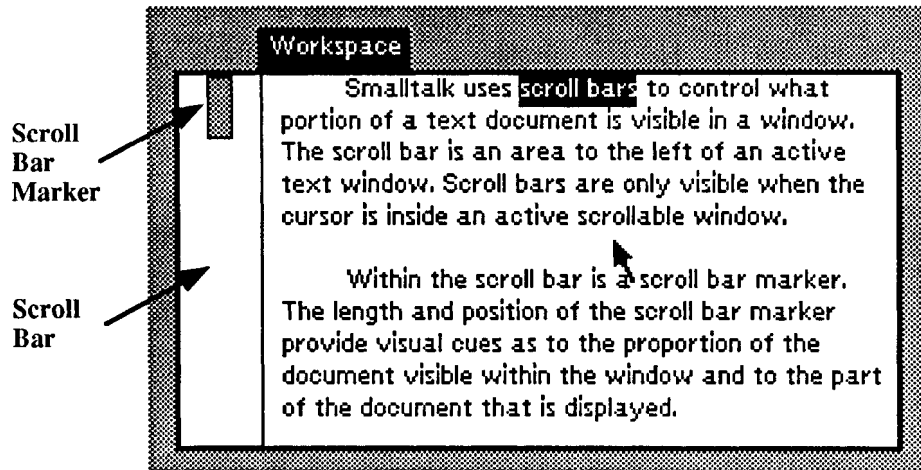 Workspace
Smalltalk uses scroll bars to control what
portion of a text document is visible in a window.
The scroll bar is an area to the left of an active
text window. Scroll bars are only visible when the
cursor is inside an active scrollable window.
Within the scroll bar is a scroll bar marker.
The length and position of the scroll bar marker
provide visual cues as to the proportion of the
document visible within the window and to the part
of the document that is displayed.
Scroll
Bar
Marker
Scroll
Bar